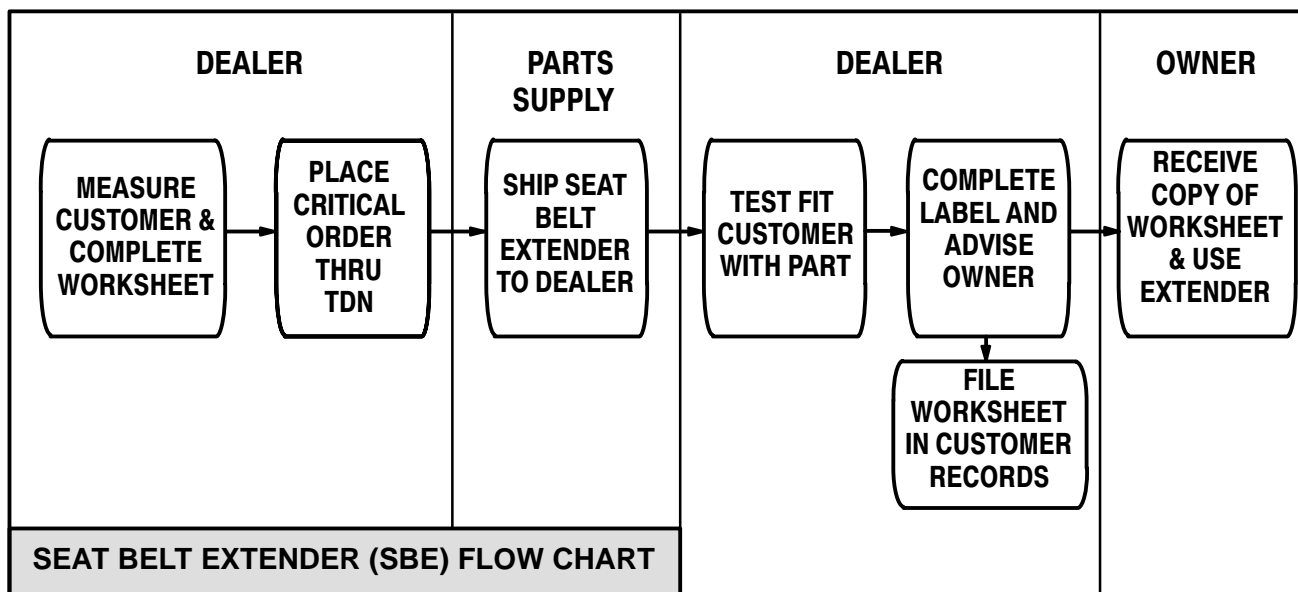 DEALER
MEASURE
CUSTOMER &
COMPLETE
WORKSHEET
PLACE
CRITICAL
ORDER
THRU
TDN
PARTS
SUPPLY
SHIP SEAT
BELT
EXTENDER
TO DEALER
DEALER
TEST FIT
CUSTOMER
WITH PART
COMPLETE
LABEL AND
ADVISE
OWNER
FILE
WORKSHEET
IN CUSTOMER
RECORDS
OWNER
RECEIVE
COPY OF
WORKSHEET
& USE
EXTENDER
SEAT BELT EXTENDER (SBE) FLOW CHART